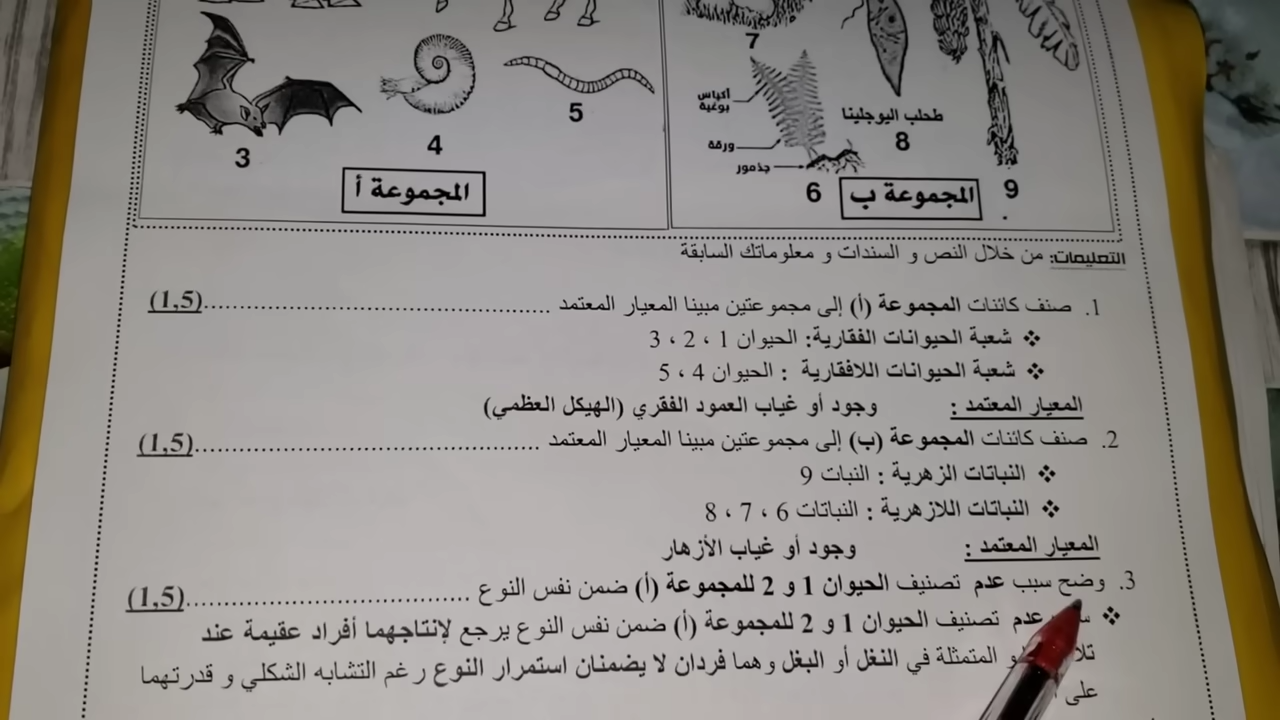 7
أكياس
بوغية
ورقة
جذمور
طحلب اليوجلينا
3
4
5
6
8
9
المجموعة أ
المجموعة ب
التعليمات: من خلال النص و السندات و معلوماتك السابقة
1. صنف كائنات المجموعة (أ) إلى مجموعتين مبينا المعيار المعتمد ..................................................(1,5)
❖ شعبة الحيوانات الفقارية: الحيوان 1 ، 2 ، 3
❖ شعبة الحيوانات اللافقارية : الحيوان 4 ، 5
المعيار المعتمد : وجود أو غياب العمود الفقري (الهيكل العظمي)
2. صنف كائنات المجموعة (ب) إلى مجموعتين مبينا المعيار المعتمد ..................................................(1,5)
❖ النباتات الزهرية : النبات 9
❖ النباتات اللازهرية : النباتات 6 ، 7 ، 8
المعيار المعتمد : وجود أو غياب الأزهار
3. وضح سبب عدم تصنيف الحيوان 1 و 2 للمجموعة (أ) ضمن نفس النوع .........................................(1,5)
❖ عدم تصنيف الحيوان 1 و 2 للمجموعة (أ) ضمن نفس النوع يرجع لإنتاجهما أفراد عقيمة عند
المتمثلة في النغل أو البغل وهما فردان لا يضمنان استمرار النوع رغم التشابه الشكلي و قدرتهما
على